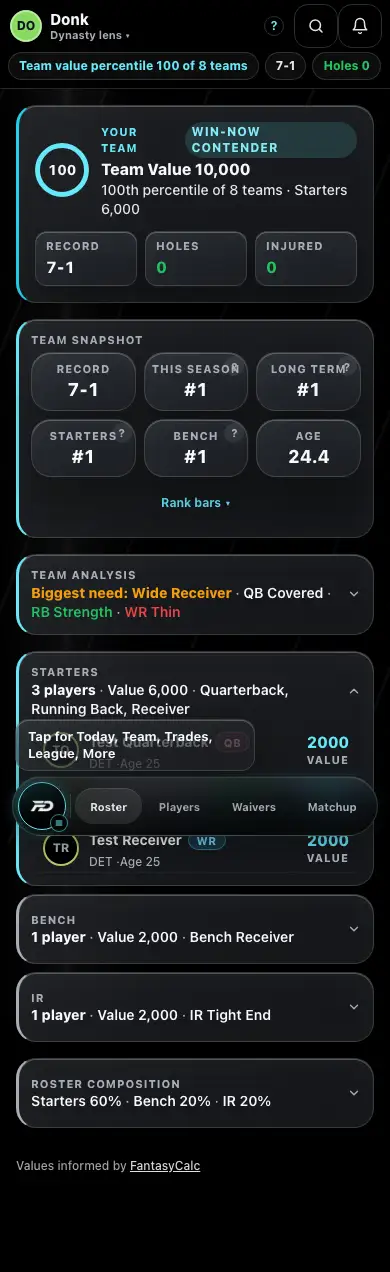 DO
Donk
Dynasty lens ▾
?
Team value percentile 100 of 8 teams
7-1
Holes 0
100
YOUR TEAM
WIN-NOW CONTENDER
Team Value 10,000
100th percentile of 8 teams · Starters
6,000
RECORD
7-1
HOLES
0
INJURED
0
TEAM SNAPSHOT
RECORD
7-1
THIS SEASON ?
#1
LONG TERM ?
#1
STARTERS ?
#1
BENCH ?
#1
AGE
24.4
Rank bars ▾
TEAM ANALYSIS
Biggest need: Wide Receiver · QB Covered ·
RB Strength · WR Thin
STARTERS
3 players · Value 6,000 · Quarterback,
Running Back, Receiver
Tap for Today, Team, Trades,
League, More
TQ
Test Quarterback QB
DET · Age 25
2000
VALUE
FD
Roster
Players
Waivers
Matchup
TR
Test Receiver WR
DET ·Age 25
2000
VALUE
BENCH
1 player · Value 2,000 · Bench Receiver
IR
1 player · Value 2,000 · IR Tight End
ROSTER COMPOSITION
Starters 60% · Bench 20% · IR 20%
Values informed by FantasyCalc